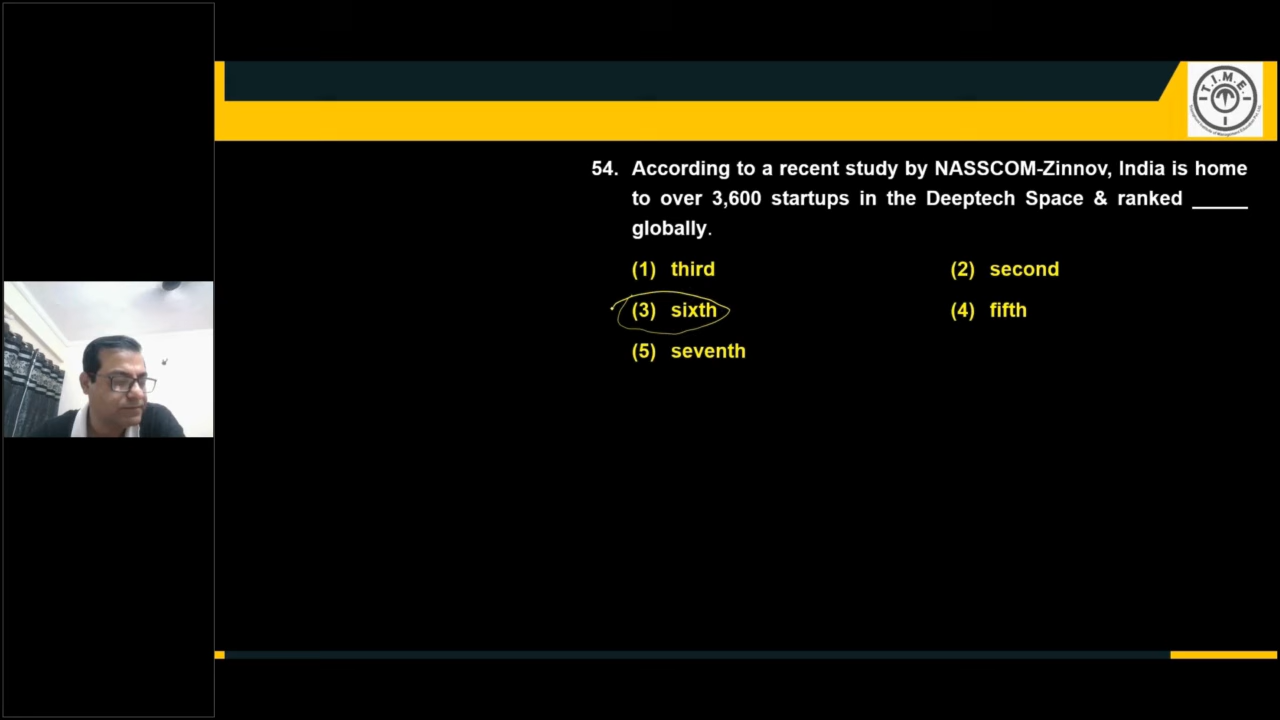 T.I.M.E.
54. According to a recent study by NASSCOM-Zinnov, India is home
to over 3,600 startups in the Deeptech Space & ranked _____
globally.
(1) third
(2) second
(3) sixth
(4) fifth
(5) seventh